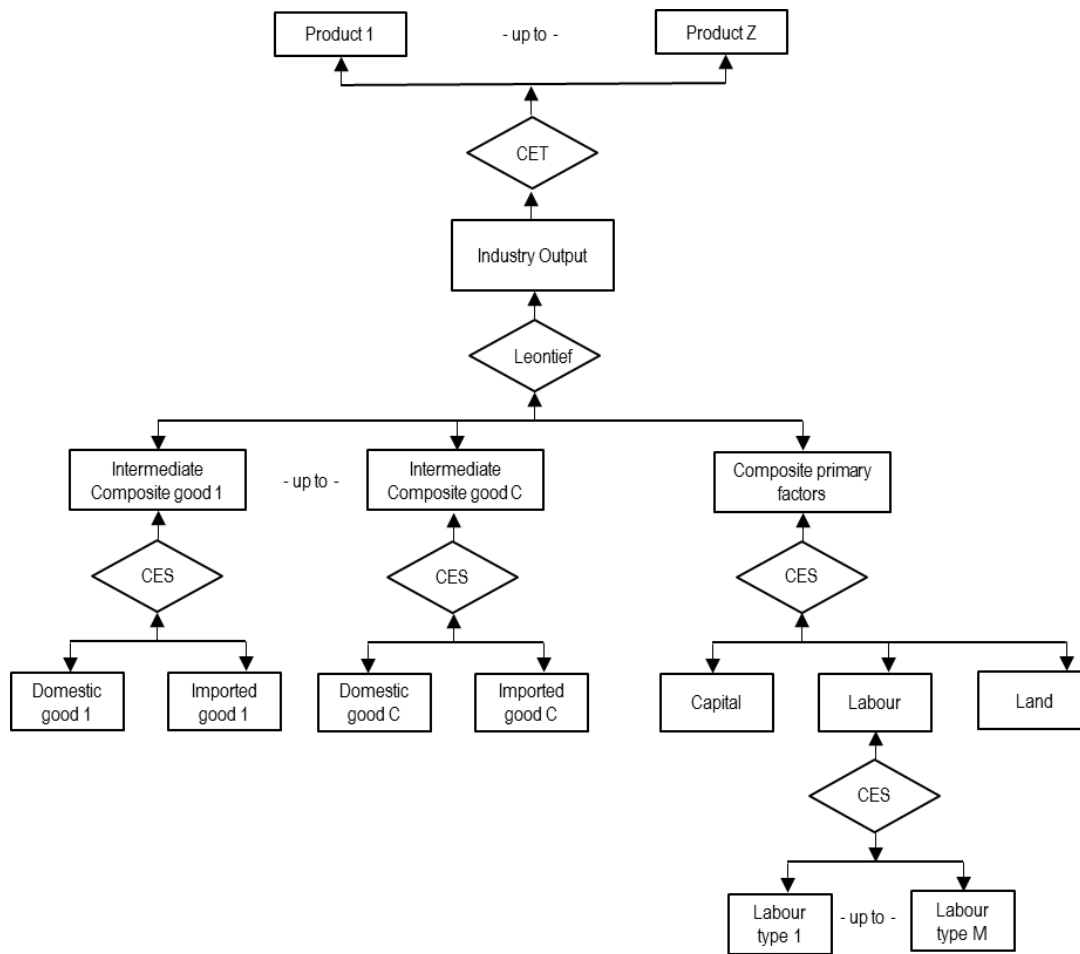 Product 1
- up to -
Product Z
CET
Industry Output
Leontief
Intermediate
Composite good 1
- up to -
Intermediate
Composite good C
Composite primary
factors
CES
CES
CES
Domestic
good 1
Imported
good 1
Domestic
good C
Imported
good C
Capital
Labour
Land
CES
Labour
type 1
- up to -
Labour
type M